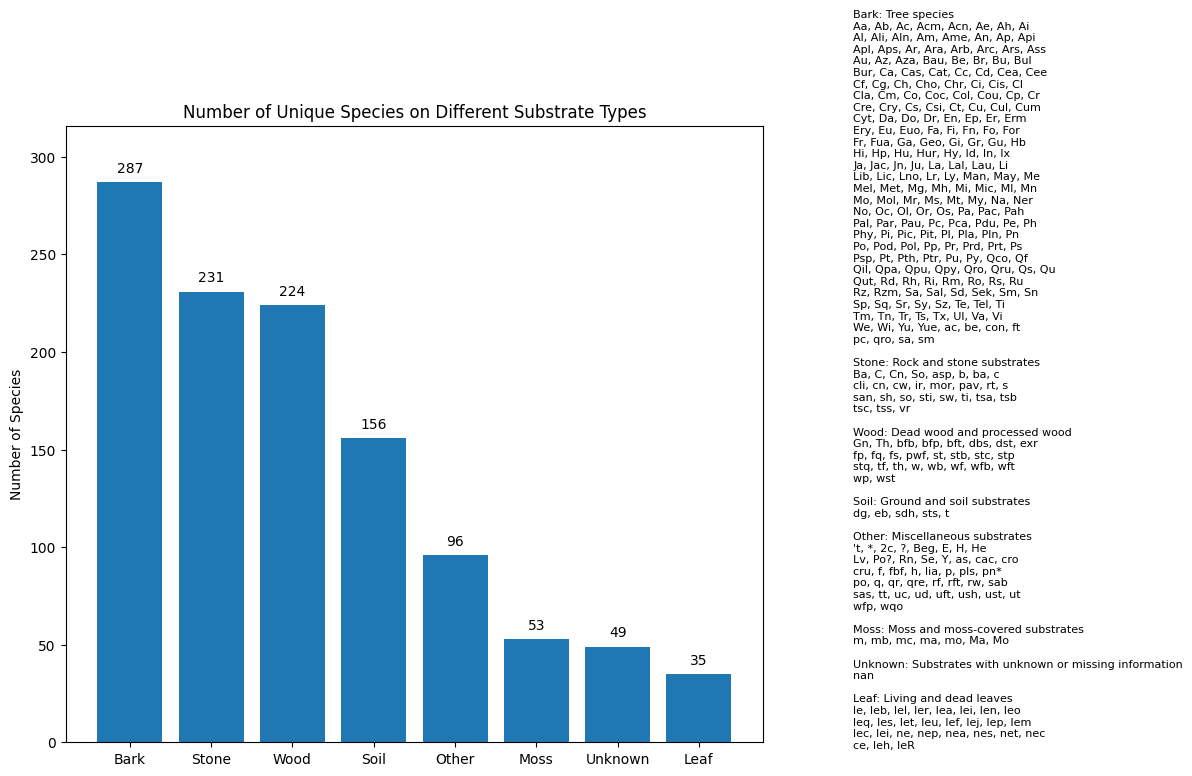 Number of Unique Species on Different Substrate Types
Number of Species
300
250
200
150
100
50
0
287
231
224
156
96
53
49
35
Bark
Stone
Wood
Soil
Other
Moss
Unknown
Leaf
Bark: Tree species
Aa, Ab, Ac, Acm, Acn, Ae, Ah, Ai
Al, Ali, Aln, Am, Ame, An, Ap, Api
Apl, Aps, Ar, Ara, Arb, Arc, Ars, Ass
Au, Az, Aza, Bau, Be, Br, Bu, Bul
Bur, Ca, Cas, Cat, Cc, Cd, Cea, Cee
Cf, Cg, Ch, Cho, Chr, Ci, Cis, Cl
Cla, Cm, Co, Coc, Col, Cou, Cp, Cr
Cre, Cry, Cs, Csi, Ct, Cu, Cul, Cum
Cyt, Da, Do, Dr, En, Ep, Er, Erm
Ery, Eu, Euo, Fa, Fi, Fn, Fo, For
Fr, Fua, Ga, Geo, Gi, Gr, Gu, Hb
Hi, Hp, Hu, Hur, Hy, Id, In, Ix
Ja, Jac, Jn, Ju, La, Lal, Lau, Li
Lib, Lic, Lno, Lr, Ly, Man, May, Me
Mel, Met, Mg, Mh, Mi, Mic, Ml, Mn
Mo, Mol, Mr, Ms, Mt, My, Na, Ner
No, Oc, Ol, Or, Os, Pa, Pac, Pah
Pal, Par, Pau, Pc, Pca, Pdu, Pe, Ph
Phy, Pi, Pic, Pit, Pl, Pla, Pln, Pn
Po, Pod, Pol, Pp, Pr, Prd, Prt, Ps
Psp, Pt, Pth, Ptr, Pu, Py, Qco, Qf
Qil, Qpa, Qpu, Qpy, Qro, Qru, Qs, Qu
Qut, Rd, Rh, Ri, Rm, Ro, Rs, Ru
Rz, Rzm, Sa, Sal, Sd, Sek, Sm, Sn
Sp, Sq, Sr, Sy, Sz, Te, Tel, Ti
Tm, Tn, Tr, Ts, Tx, Ul, Va, Vi
We, Wi, Yu, Yue, ac, be, con, ft
pc, qro, sa, sm
Stone: Rock and stone substrates
Ba, C, Cn, So, asp, b, ba, c
cli, cn, cw, ir, mor, pav, rt, s
san, sh, so, sti, sw, ti, tsa, tsb
tsc, tss, vr
Wood: Dead wood and processed wood
Gn, Th, bfb, bfp, bft, dbs, dst, exr
fp, fq, fs, pwf, st, stb, stc, stp
stq, tf, th, w, wb, wf, wfb, wft
wp, wst
Soil: Ground and soil substrates
dg, eb, sdh, sts, t
Other: Miscellaneous substrates
't, *, 2c, ?, Beg, E, H, He
Lv, Po?, Rn, Se, Y, as, cac, cro
cru, f, fbf, h, lia, p, pls, pn*
po, q, qr, qre, rf, rft, rw, sab
sas, tt, uc, ud, uft, ush, ust, ut
wfp, wqo
Moss: Moss and moss-covered substrates
m, mb, mc, ma, mo, Ma, Mo
Unknown: Substrates with unknown or missing information
nan
Leaf: Living and dead leaves
le, leb, lel, ler, lea, lei, len, leo
leq, les, let, leu, lef, lej, lep, lem
lec, lei, ne, nep, nea, nes, net, nec
ce, leh, leR